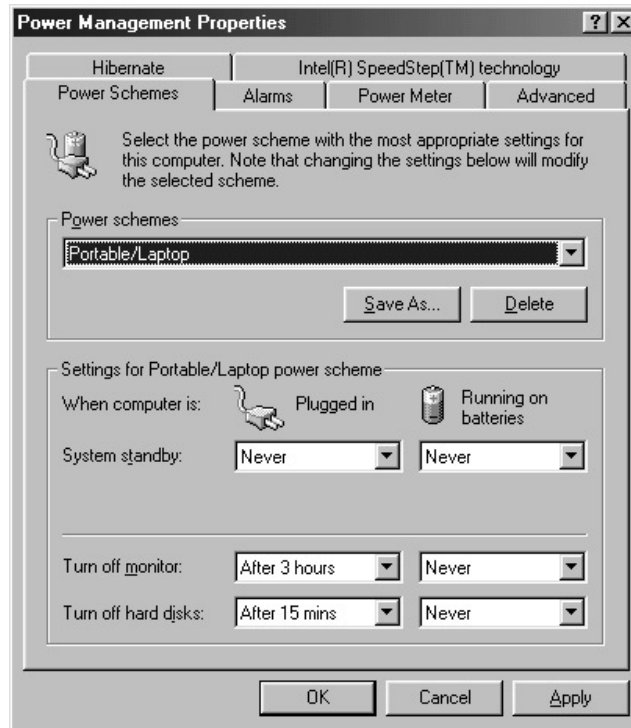 Power Management Properties
Hibernate Intel(R) SpeedStep(TM) technology
Power Schemes Alarms Power Meter Advanced
Select the power scheme with the most appropriate settings for
this computer. Note that changing the settings below will modify
the selected scheme.
Power schemes
Portable/Laptop
Save As... Delete
Settings for Portable/Laptop power scheme
When computer is: Plugged in Running on
batteries
System standby: Never Never
Turn off monitor: After 3 hours Never
Turn off hard disks: After 15 mins Never
OK Cancel Apply